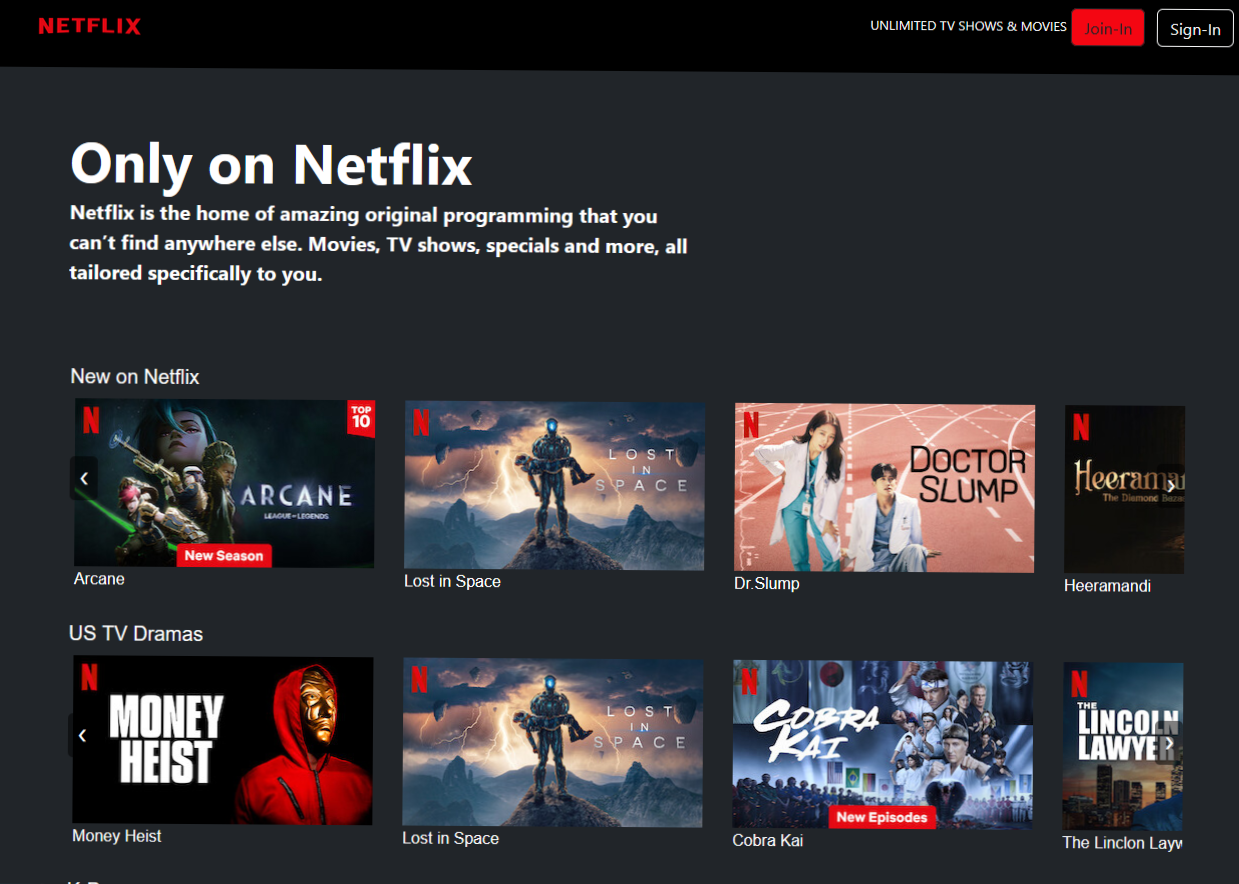 NETFLIX
UNLIMITED TV SHOWS & MOVIES
Join-In
Sign-In
Only on Netflix
Netflix is the home of amazing original programming that you
can’t find anywhere else. Movies, TV shows, specials and more, all
tailored specifically to you.
New on Netflix
N
TOP
10
ARCANE
LEAGUE OF LEGENDS
New Season
Arcane
N
LOST
IN
SPACE
Lost in Space
N
DOCTOR
SLUMP
Dr.Slump
N
Heerama
The Diamond Baza
Heeramandi
US TV Dramas
N
MONEY
HEIST
Money Heist
N
LOST
IN
SPACE
Lost in Space
N
COBRA
KAI
New Episodes
Cobra Kai
N
THE
LINCOLN
LAWYER
The Linclon Layw